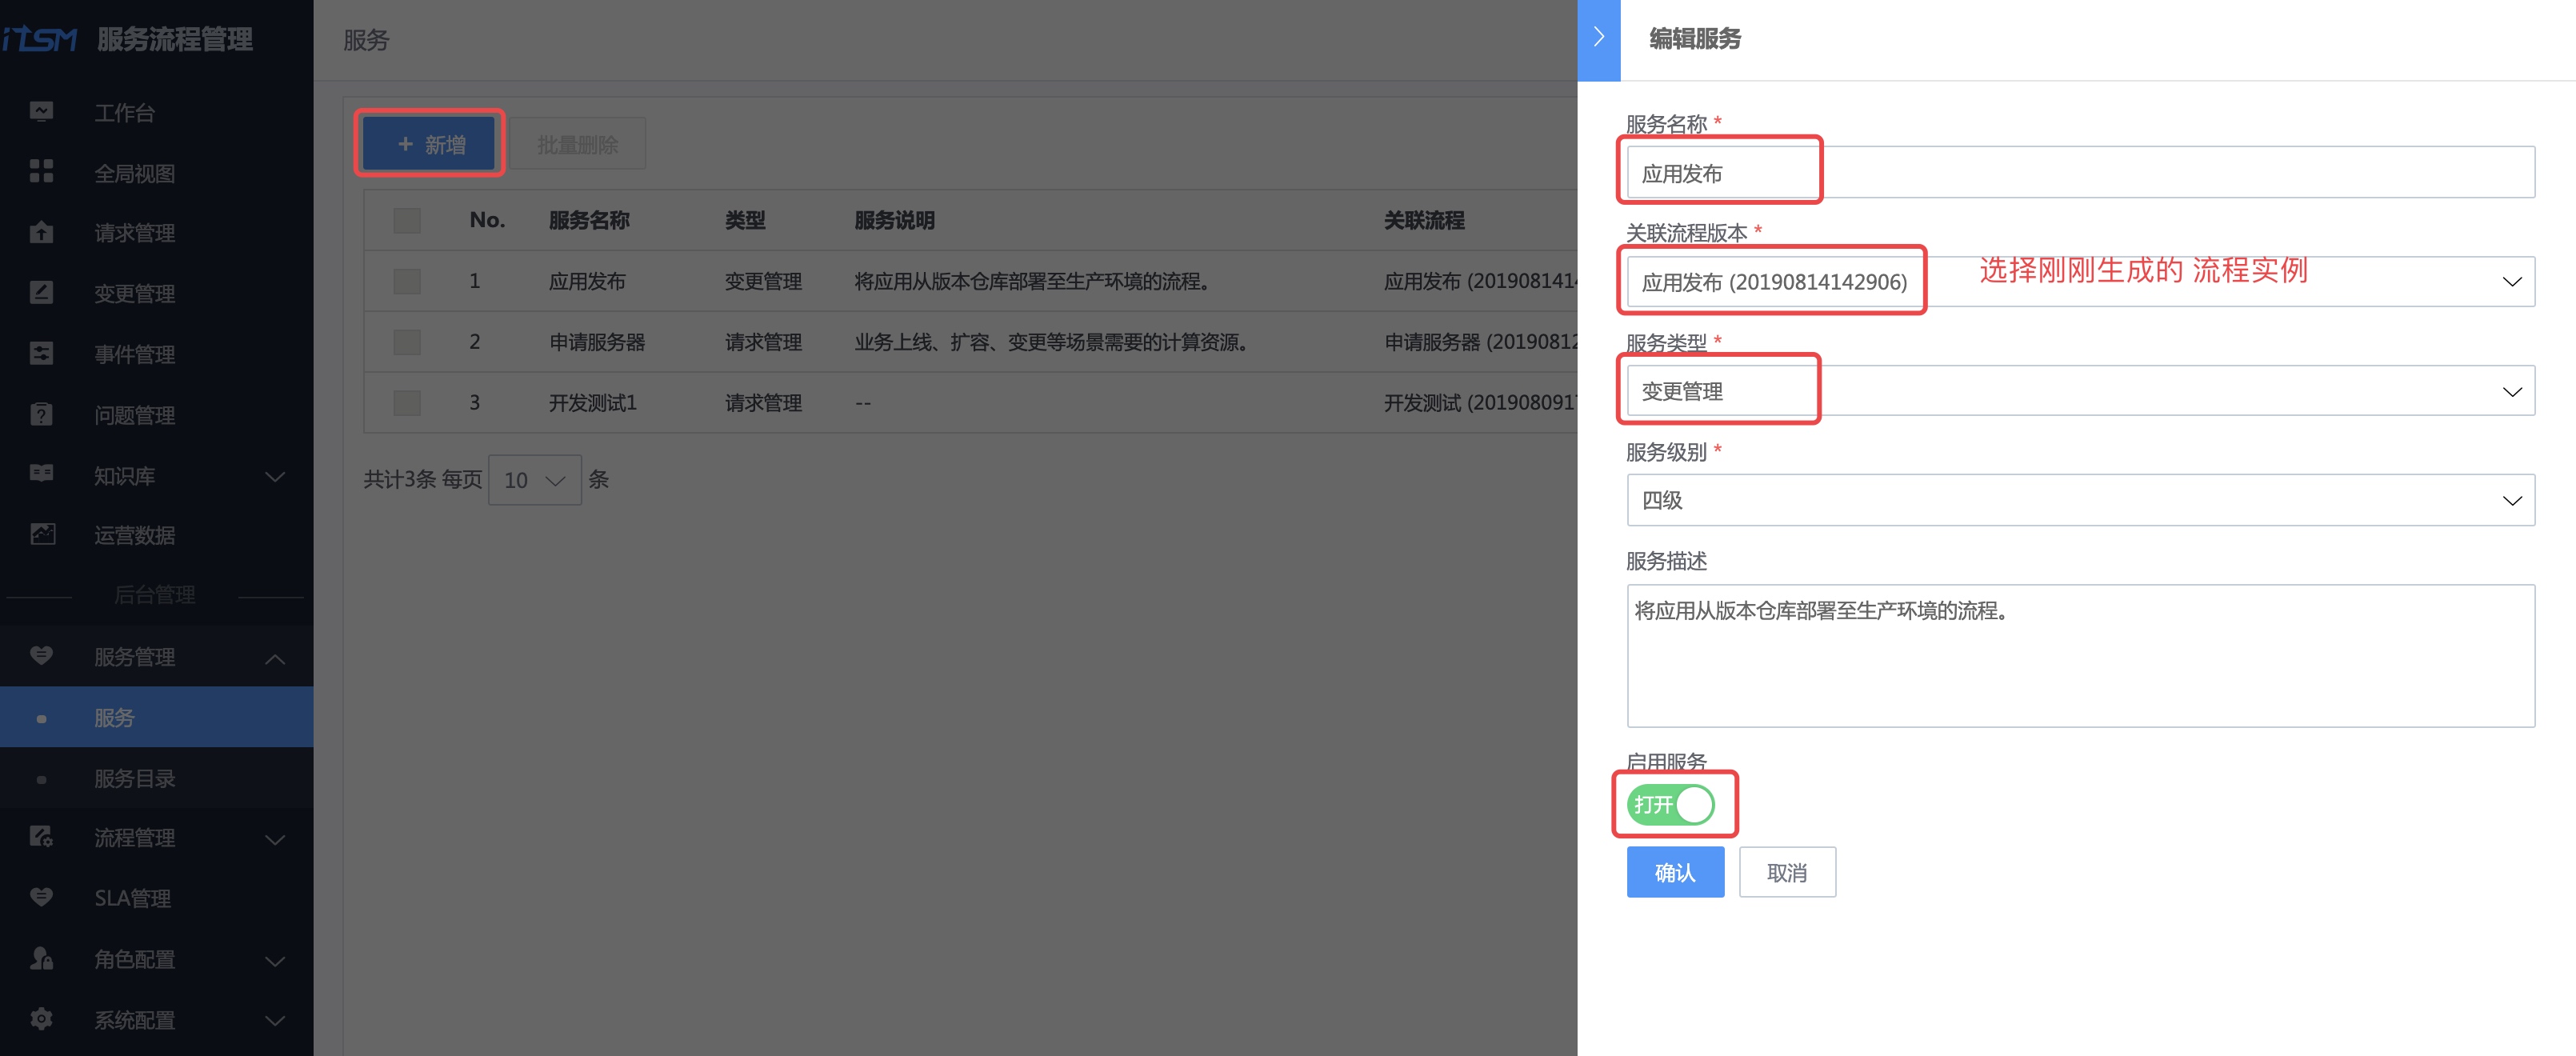 iTSM 服务流程管理
工作台
全局视图
请求管理
变更管理
事件管理
问题管理
知识库
运营数据
后台管理
服务管理
服务
服务目录
流程管理
SLA管理
角色配置
系统配置
服务
+ 新增 批量删除
No. 服务名称 类型 服务说明 关联流程
1 应用发布 变更管理 将应用从版本仓库部署至生产环境的流程。 应用发布 (201908141
2 申请服务器 请求管理 业务上线、扩容、变更等场景需要的计算资源。 申请服务器 (2019081
3 开发测试1 请求管理 -- 开发测试 (201908091
共计3条 每页 10 条
编辑服务
服务名称 *
应用发布
关联流程版本 *
应用发布 (20190814142906)
选择刚刚生成的 流程实例
服务类型 *
变更管理
服务级别 *
四级
服务描述
将应用从版本仓库部署至生产环境的流程。
启用服务
打开
确认 取消